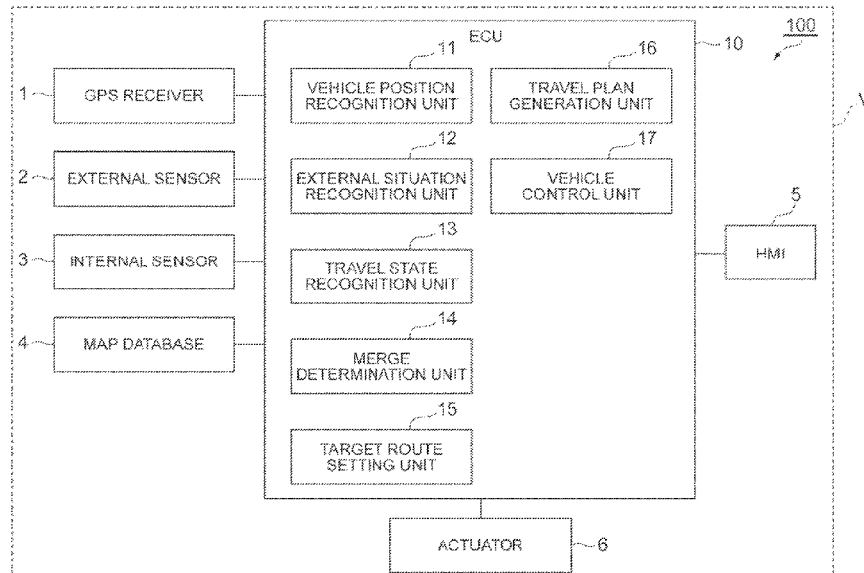 100
ECU
10
V
1
GPS RECEIVER
2
EXTERNAL SENSOR
3
INTERNAL SENSOR
4
MAP DATABASE
11
VEHICLE POSITION
RECOGNITION UNIT
12
EXTERNAL SITUATION
RECOGNITION UNIT
13
TRAVEL STATE
RECOGNITION UNIT
14
MERGE
DETERMINATION UNIT
15
TARGET ROUTE
SETTING UNIT
16
TRAVEL PLAN
GENERATION UNIT
17
VEHICLE
CONTROL UNIT
5
HMI
ACTUATOR
6